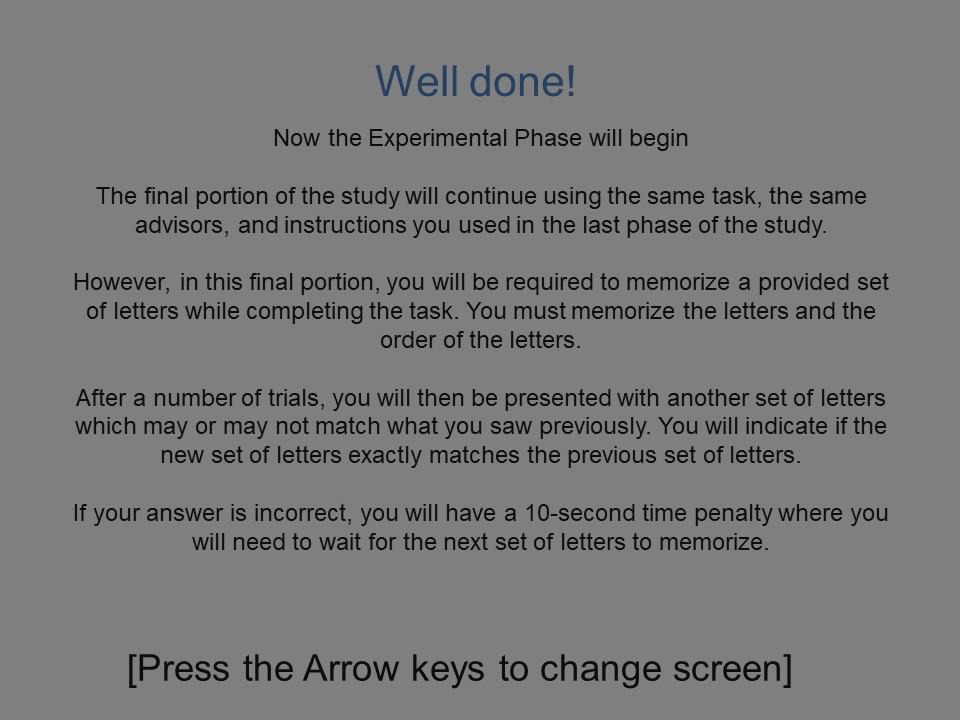 Well done!
Now the Experimental Phase will begin
The final portion of the study will continue using the same task, the same
advisors, and instructions you used in the last phase of the study.
However, in this final portion, you will be required to memorize a provided set
of letters while completing the task. You must memorize the letters and the
order of the letters.
After a number of trials, you will then be presented with another set of letters
which may or may not match what you saw previously. You will indicate if the
new set of letters exactly matches the previous set of letters.
If your answer is incorrect, you will have a 10-second time penalty where you
will need to wait for the next set of letters to memorize.
[Press the Arrow keys to change screen]